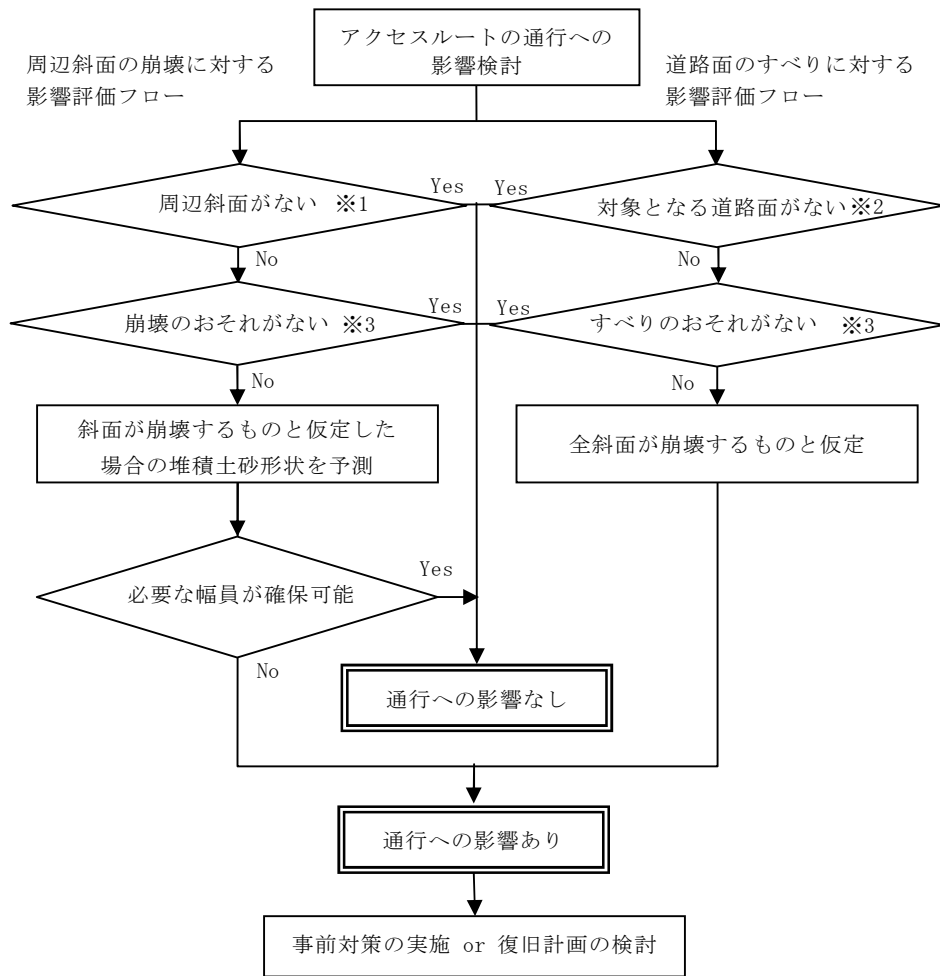 アクセスルートの通行への
影響検討
周辺斜面の崩壊に対する
影響評価フロー
道路面のすべりに対する
影響評価フロー
周辺斜面がない ※1
Yes
Yes
対象となる道路面がない※2
No
No
崩壊のおそれがない ※3
Yes
Yes
すべりのおそれがない ※3
No
No
斜面が崩壊するものと仮定した
場合の堆積土砂形状を予測
全斜面が崩壊するものと仮定
必要な幅員が確保可能
Yes
No
通行への影響なし
通行への影響あり
事前対策の実施 or 復旧計画の検討